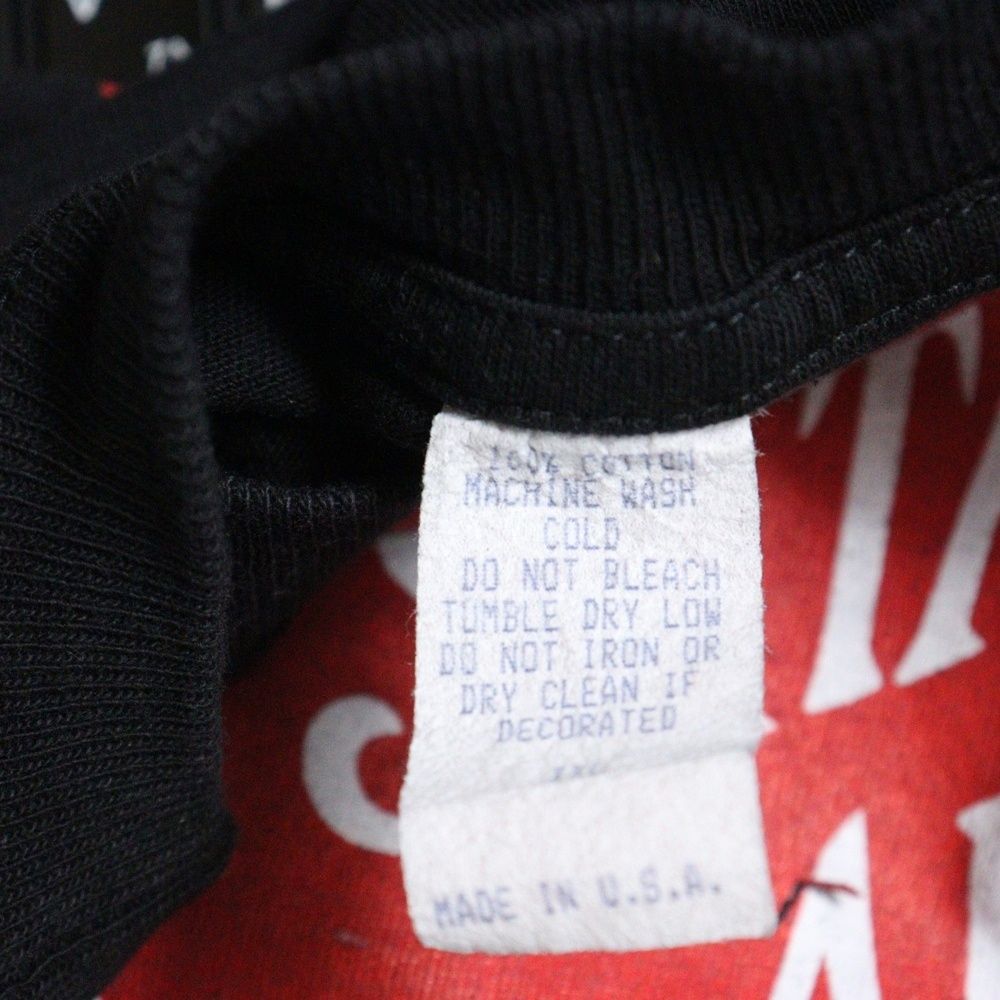 100% COTTON
MACHINE WASH
COLD
DO NOT BLEACH
TUMBLE DRY LOW
DO NOT IRON OR
DRY CLEAN IF
DECORATED
MADE IN U.S.A.